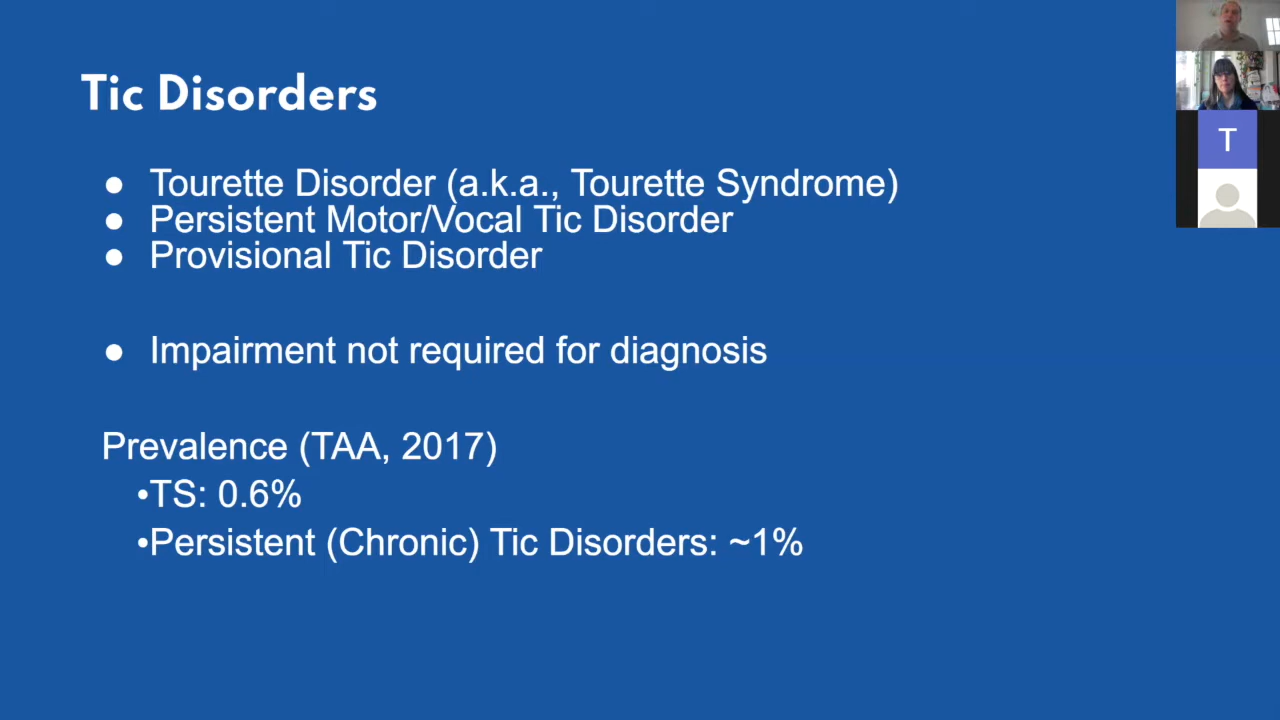 Tic Disorders
● Tourette Disorder (a.k.a., Tourette Syndrome)
● Persistent Motor/Vocal Tic Disorder
● Provisional Tic Disorder
● Impairment not required for diagnosis
Prevalence (TAA, 2017)
•TS: 0.6%
•Persistent (Chronic) Tic Disorders: ~1%
T